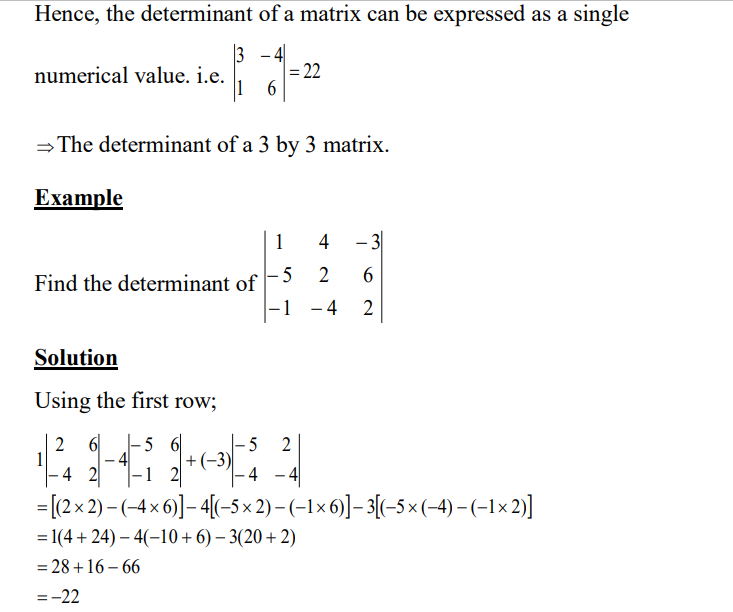 Hence, the determinant of a matrix can be expressed as a single
numerical value. i.e. |3 −4; 1 6| = 22
⇒ The determinant of a 3 by 3 matrix.
Example
Find the determinant of |1 4 −3; −5 2 6; −1 −4 2|
Solution
Using the first row;
1|2 6; −4 2| − 4|−5 6; −1 2| + (−3)|−5 2; −4 −4|
= [(2 × 2) − (−4 × 6)] − 4[(−5 × 2) − (−1 × 6)] − 3[(−5 × (−4) − (−1 × 2)]
= 1(4 + 24) − 4(−10 + 6) − 3(20 + 2)
= 28 + 16 − 66
= −22